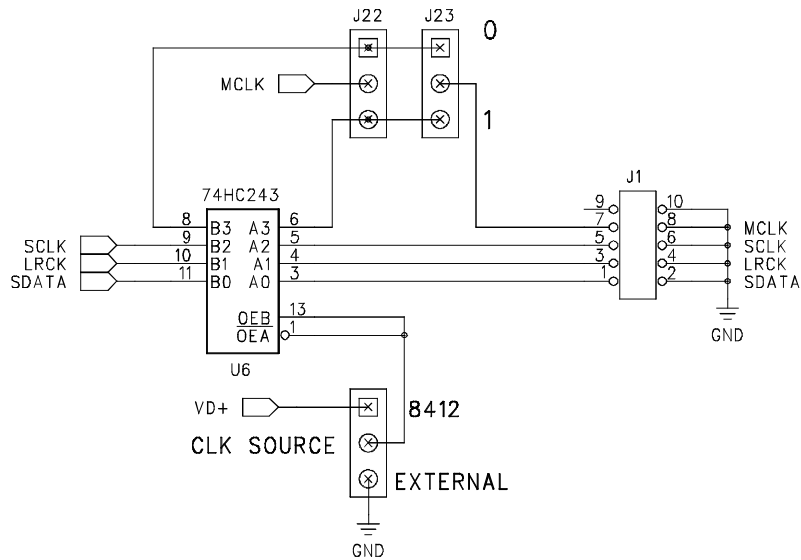 J22 J23
0
MCLK
1
74HC243
J1
8 B3 A3 6
9 10
7 8 MCLK
SCLK 9 B2 A2 5
5 6 SCLK
LRCK 10 B1 A1 4
3 4 LRCK
SDATA 11 B0 A0 3
1 2 SDATA
OEB 13
OEA 1
GND
U6
VD+
8412
CLK SOURCE
EXTERNAL
GND